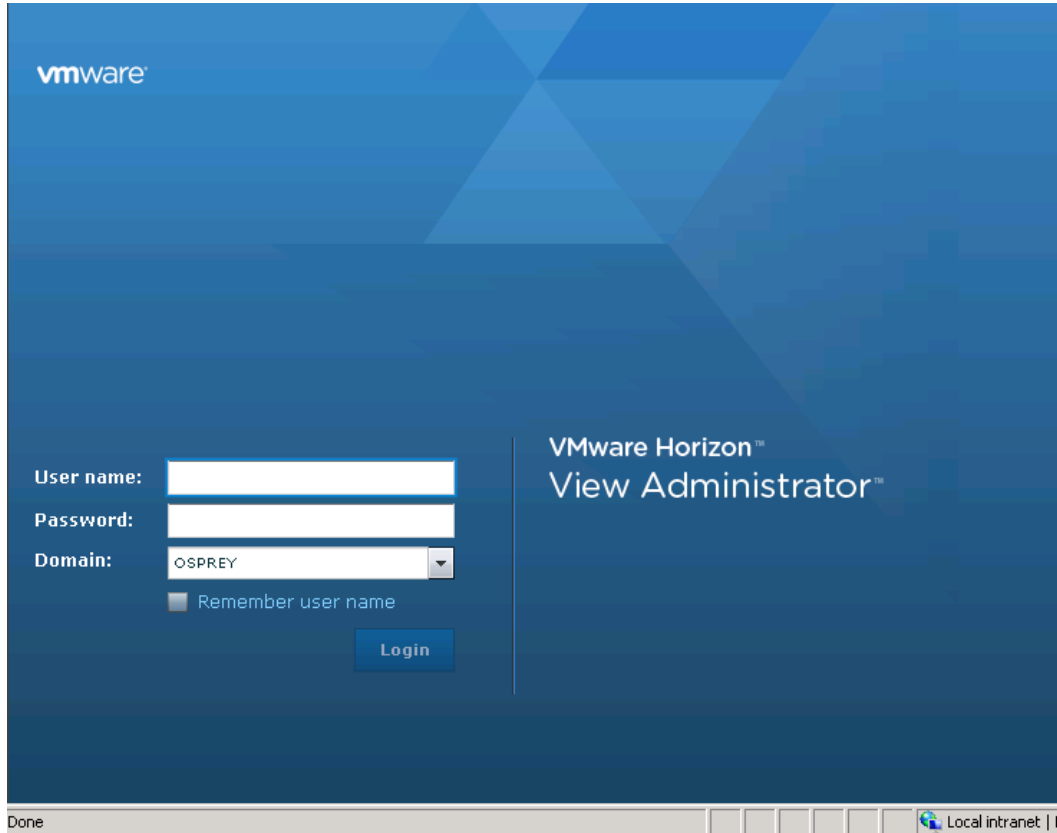 vmware
User name:
Password:
Domain:
OSPREY
Remember user name
Login
VMware Horizon™
View Administrator™
Done
Local intranet |